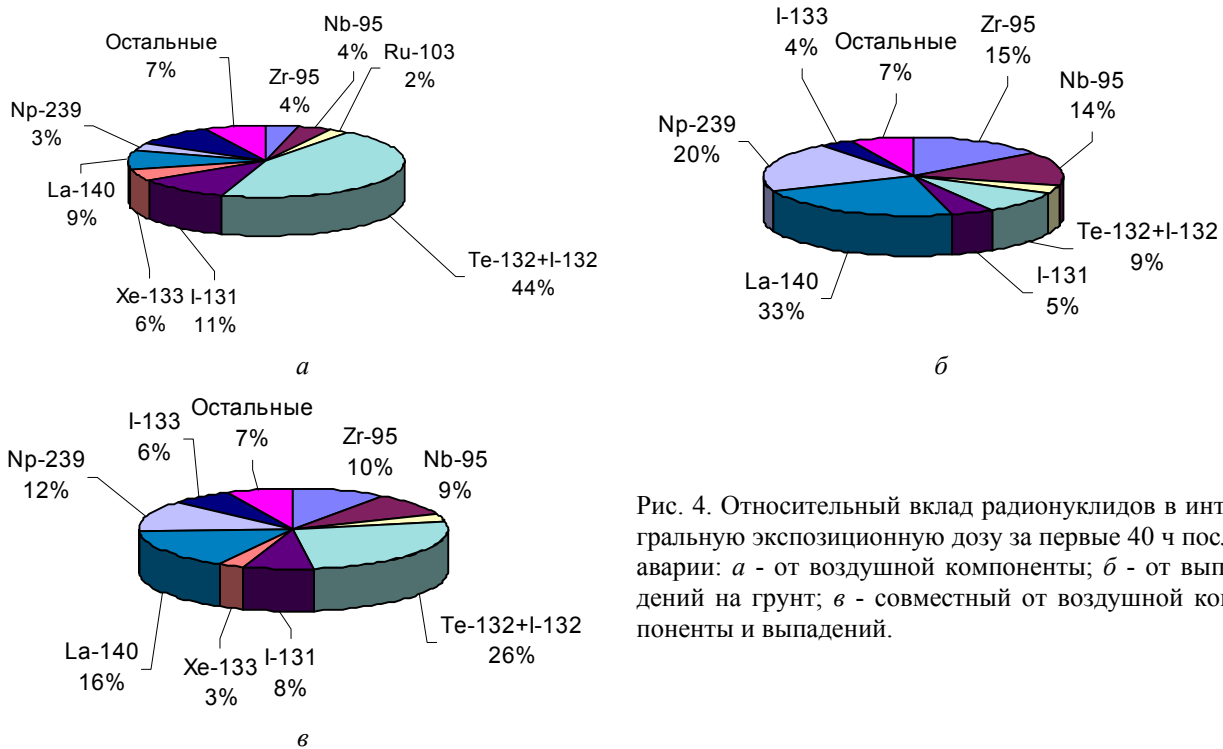 Nb-95
4%
Ru-103
2%
Остальные
7%
Zr-95
4%
Np-239
3%
La-140
9%
Xe-133
6%
I-131
11%
Te-132+I-132
44%
а
I-133
4%
Остальные
7%
Zr-95
15%
Nb-95
14%
Np-239
20%
Te-132+I-132
9%
La-140
33%
I-131
5%
б
I-133
6%
Остальные
7%
Zr-95
10%
Nb-95
9%
Np-239
12%
La-140
16%
Xe-133
3%
I-131
8%
Te-132+I-132
26%
в
Рис. 4. Относительный вклад радионуклидов в инт
гральную экспозиционную дозу за первые 40 ч посл
аварии: а - от воздушной компоненты; б - от вып
дений на грунт; в - совместный от воздушной ком
поненты и выпадений.